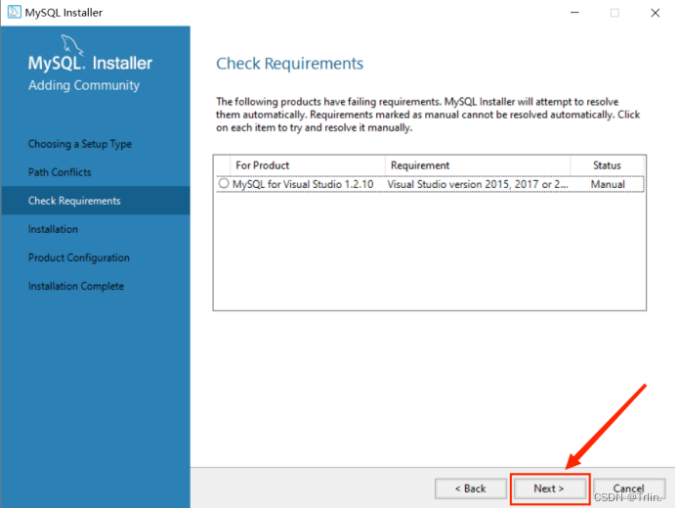 MySQL Installer
MySQL. Installer
Adding Community
Choosing a Setup Type
Path Conflicts
Check Requirements
Installation
Product Configuration
Installation Complete
Check Requirements
The following products have failing requirements. MySQL Installer will attempt to resolve
them automatically. Requirements marked as manual cannot be resolved automatically. Click
on each item to try and resolve it manually.
For Product Requirement Status
MySQL for Visual Studio 1.2.10 Visual Studio version 2015, 2017 or 2... Manual
< Back Next > Cancel
CSDN @Trlin.